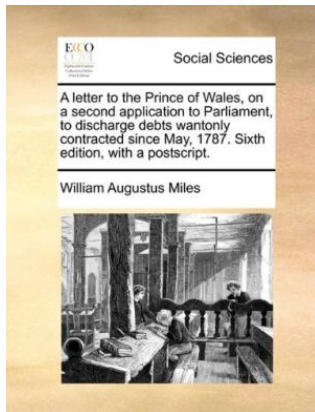 ECCO
Social Sciences
A letter to the Prince of Wales, on
a second application to Parliament,
to discharge debts wantonly
contracted since May, 1787. Sixth
edition, with a postscript.
William Augustus Miles